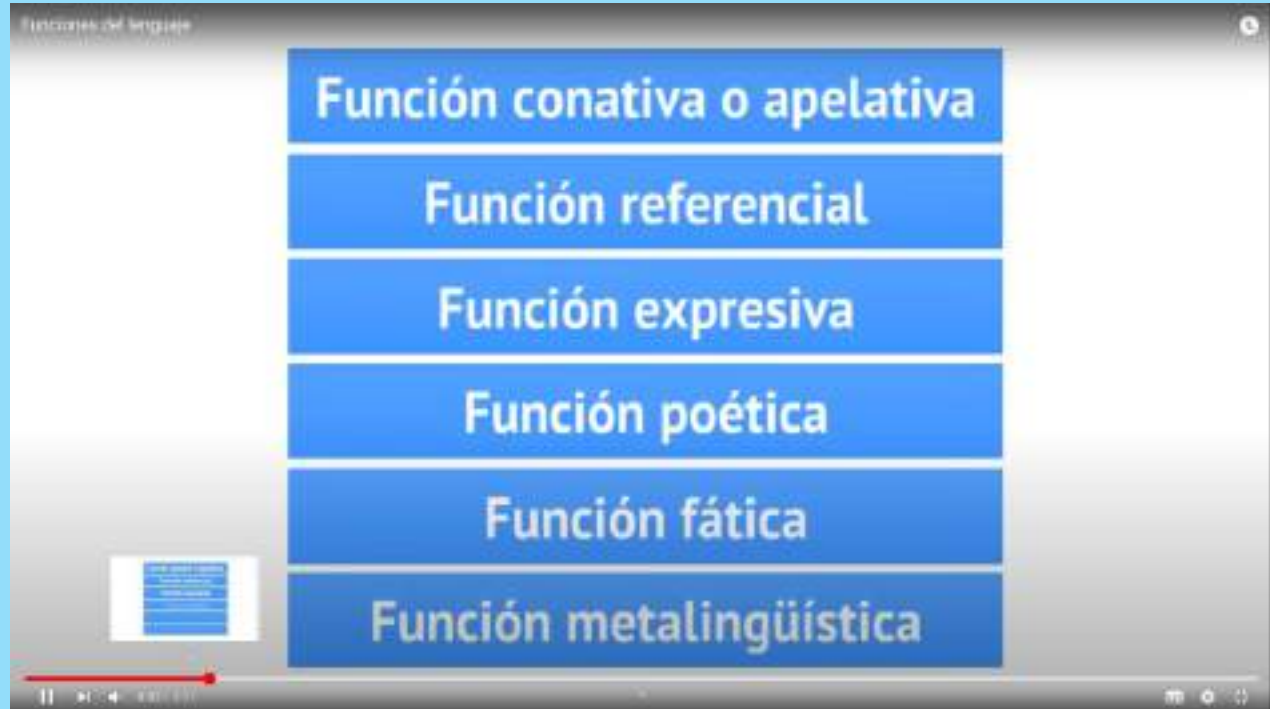 Funciones del lenguaje
Función conativa o apelativa
Función referencial
Función expresiva
Función poética
Función fática
Función metalingüística